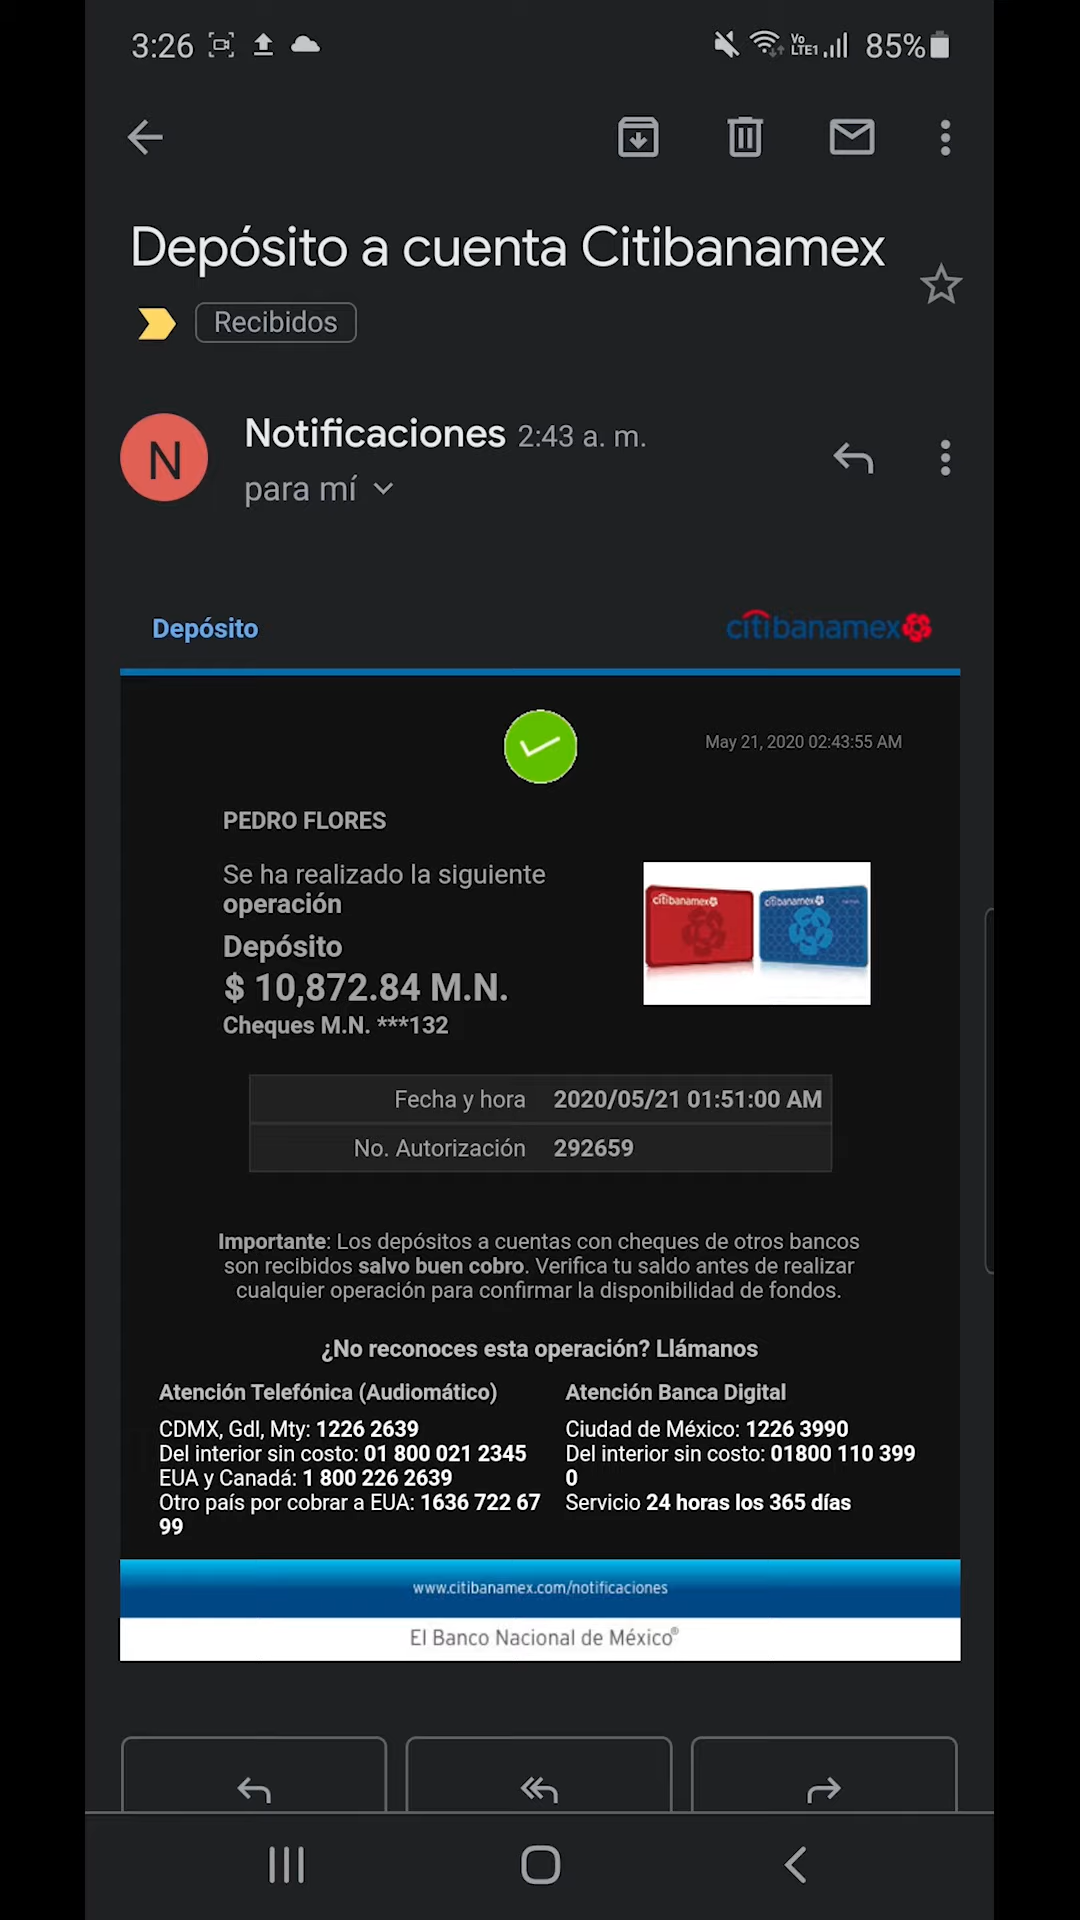 3:26
Vo
LTE1
85%
Depósito a cuenta Citibanamex
Recibidos
N
Notificaciones 2:43 a. m.
para mí
Depósito
citibanamex
May 21, 2020 02:43:55 AM
PEDRO FLORES
Se ha realizado la siguiente
operación
Depósito
$ 10,872.84 M.N.
Cheques M.N. ***132
citibanamex
citibanamex
Fecha y hora 2020/05/21 01:51:00 AM
No. Autorización 292659
Importante: Los depósitos a cuentas con cheques de otros bancos
son recibidos salvo buen cobro. Verifica tu saldo antes de realizar
cualquier operación para confirmar la disponibilidad de fondos.
¿No reconoces esta operación? Llámanos
Atención Telefónica (Audiomático)
CDMX, Gdl, Mty: 1226 2639
Del interior sin costo: 01 800 021 2345
EUA y Canadá: 1 800 226 2639
Otro país por cobrar a EUA: 1636 722 67
99
Atención Banca Digital
Ciudad de México: 1226 3990
Del interior sin costo: 01800 110 399
0
Servicio 24 horas los 365 días
www.citibanamex.com/notificaciones
El Banco Nacional de México®